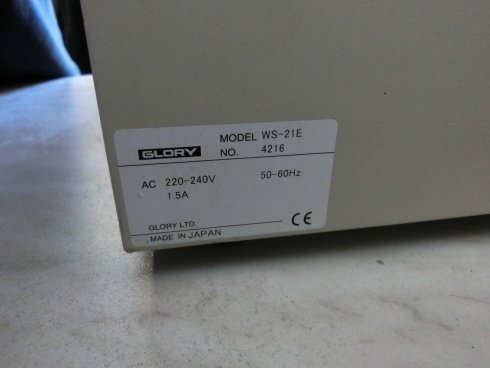 GLORY MODEL WS-21E
NO. 4216
AC 220-240V 50-60Hz
1.5A
GLORY LTD.
MADE IN JAPAN CE